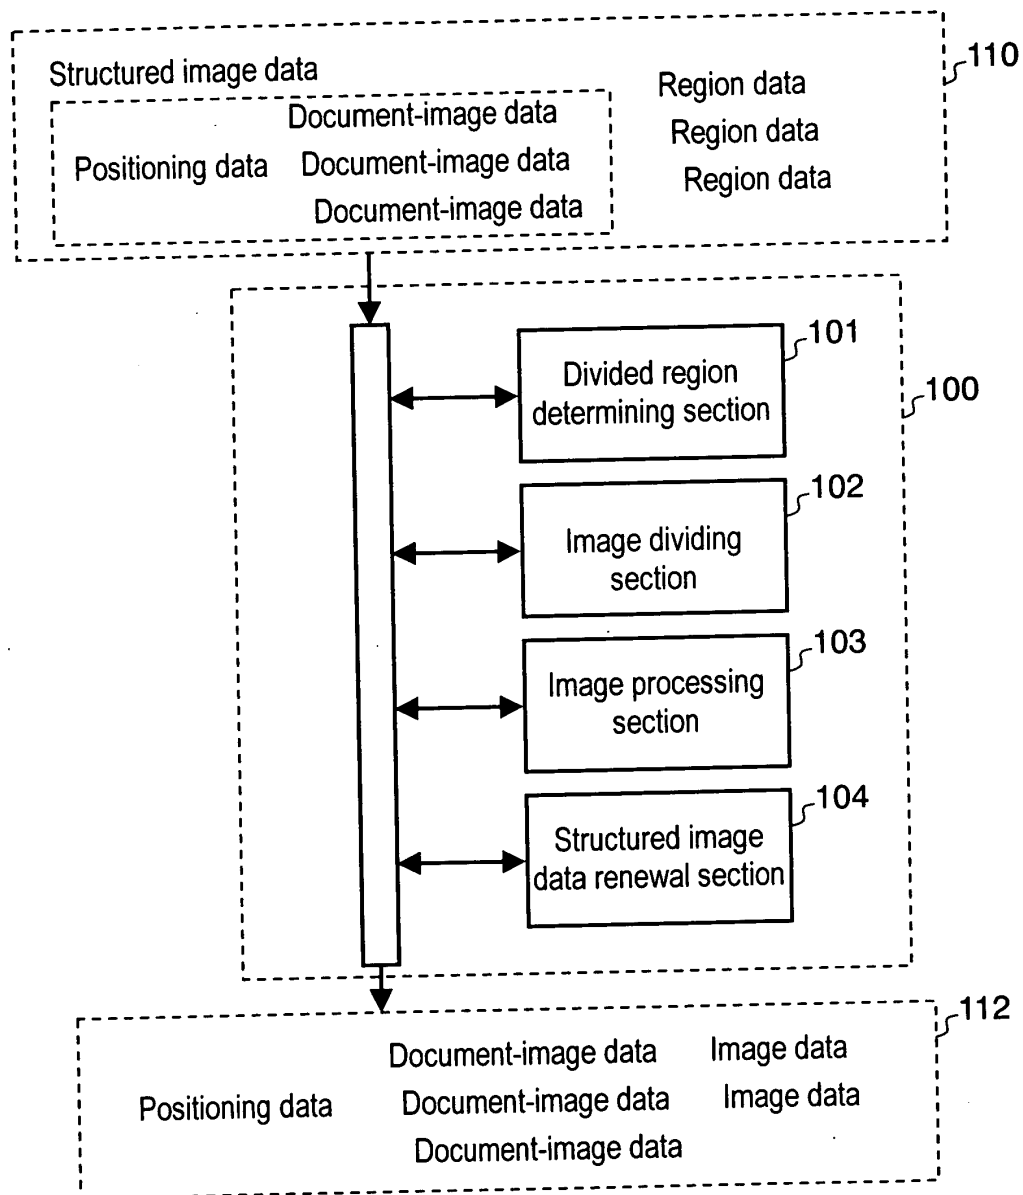 110
Structured image data
Region data
Document-image data
Region data
Positioning data
Document-image data
Region data
Document-image data
101
Divided region
determining section
100
102
Image dividing
section
103
Image processing
section
104
Structured image
data renewal section
112
Document-image data
Image data
Positioning data
Document-image data
Image data
Document-image data